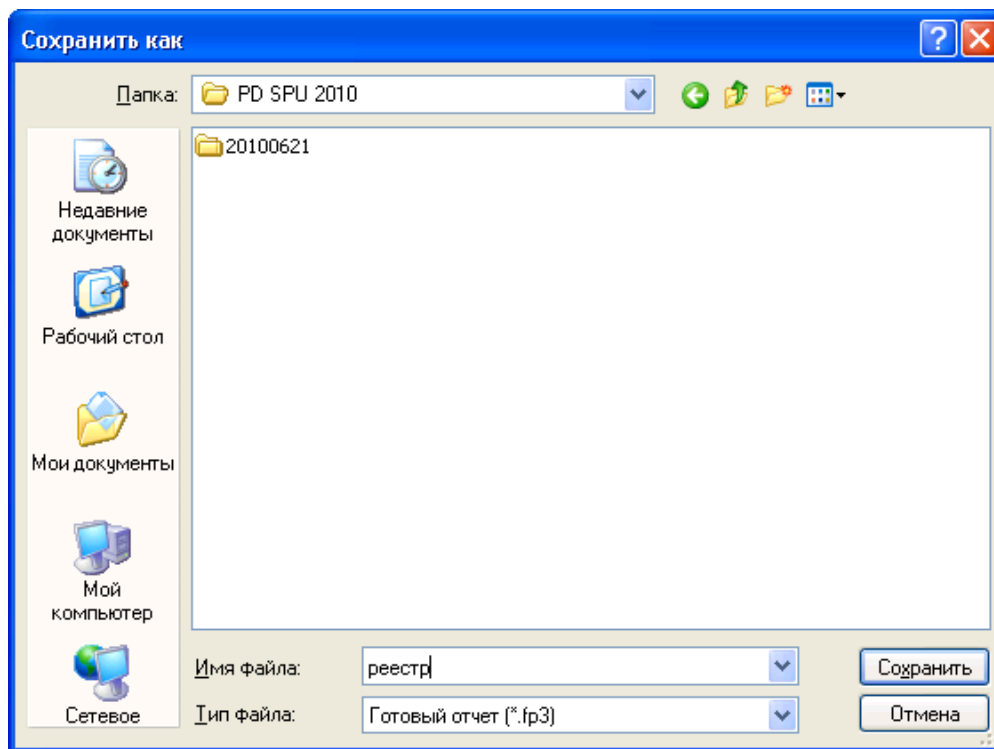 Сохранить как
Папка: PD SPU 2010
20100621
Недавние
документы
Рабочий стол
Мои документы
Мой
компьютер
Сетевое
Имя файла: реестр Сохранить
Тип файла: Готовый отчет (*.fp3) Отмена